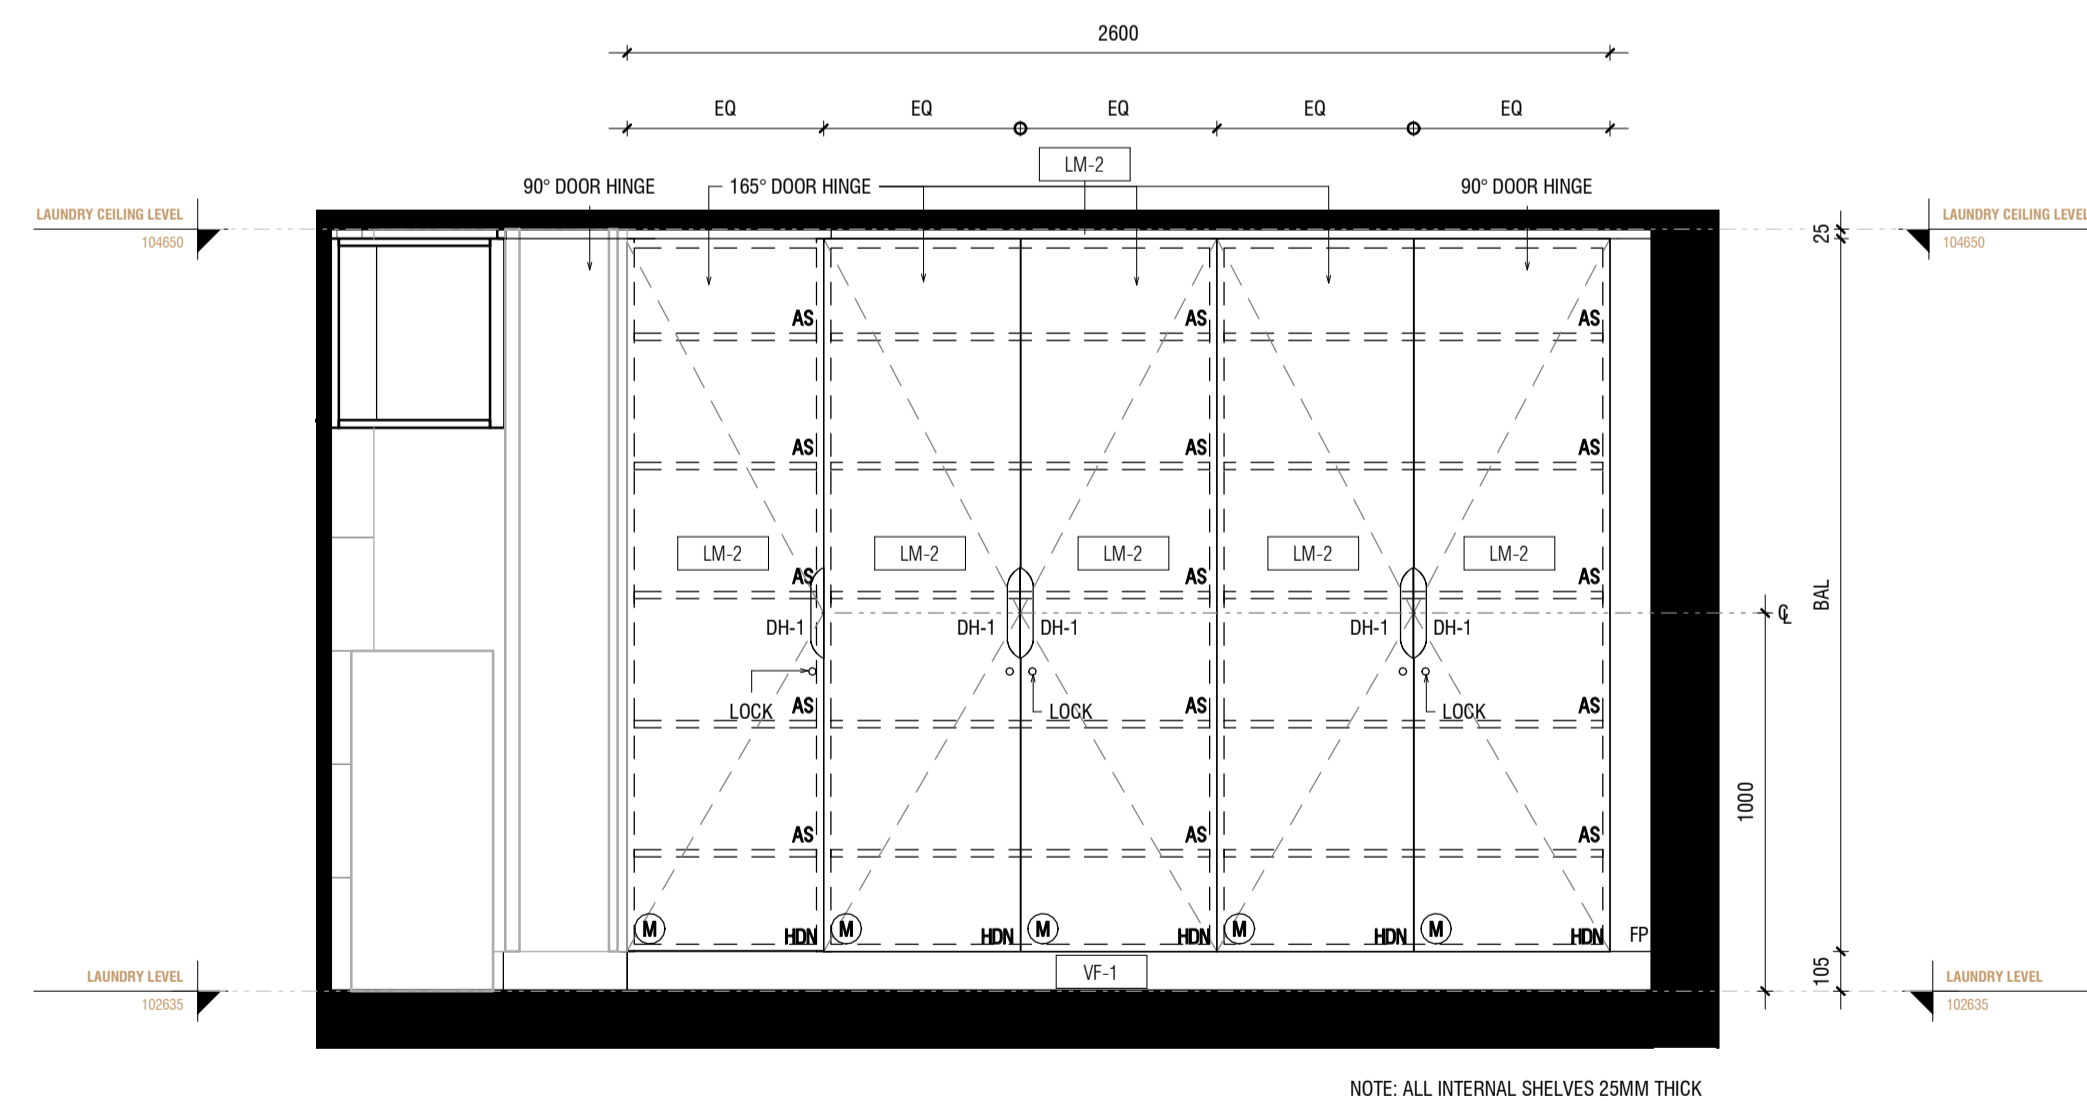 2600
EQ EQ EQ EQ EQ
LM-2
90° DOOR HINGE 165° DOOR HINGE 90° DOOR HINGE
LAUNDRY CEILING LEVEL
104650
LAUNDRY CEILING LEVEL
104650
25
AS AS AS
AS AS AS
LM-2 LM-2 LM-2 LM-2 LM-2
AS AS AS
BAL
℄
DH-1 DH-1 DH-1 DH-1 DH-1
LOCK AS LOCK AS LOCK AS
1000
AS AS AS
M HDN M HDN M HDN M HDN M HDN FP
VF-1
105
LAUNDRY LEVEL
102635
LAUNDRY LEVEL
102635
NOTE: ALL INTERNAL SHELVES 25MM THICK